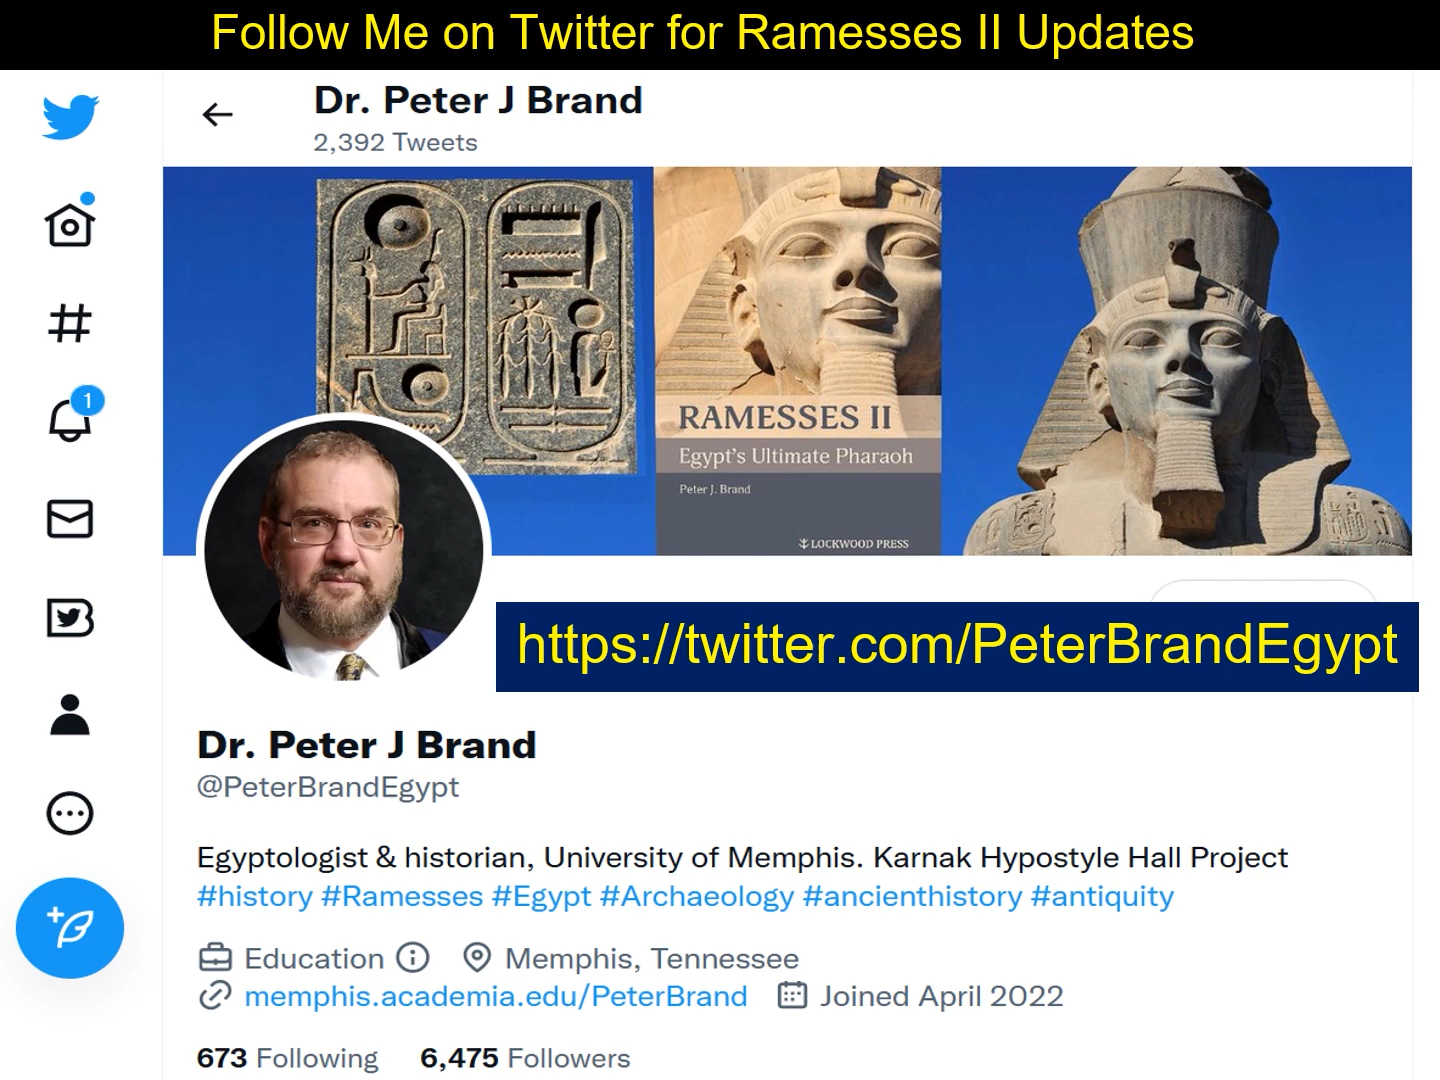 Follow Me on Twitter for Ramesses II Updates
Dr. Peter J Brand
2,392 Tweets
1
RAMESSES II
Egypt's Ultimate Pharaoh
Peter J. Brand
LOCKWOOD PRESS
https://twitter.com/PeterBrandEgypt
Dr. Peter J Brand
@PeterBrandEgypt
Egyptologist & historian, University of Memphis. Karnak Hypostyle Hall Project
#history #Ramesses #Egypt #Archaeology #ancienthistory #antiquity
Education Memphis, Tennessee
memphis.academia.edu/PeterBrand Joined April 2022
673 Following 6,475 Followers